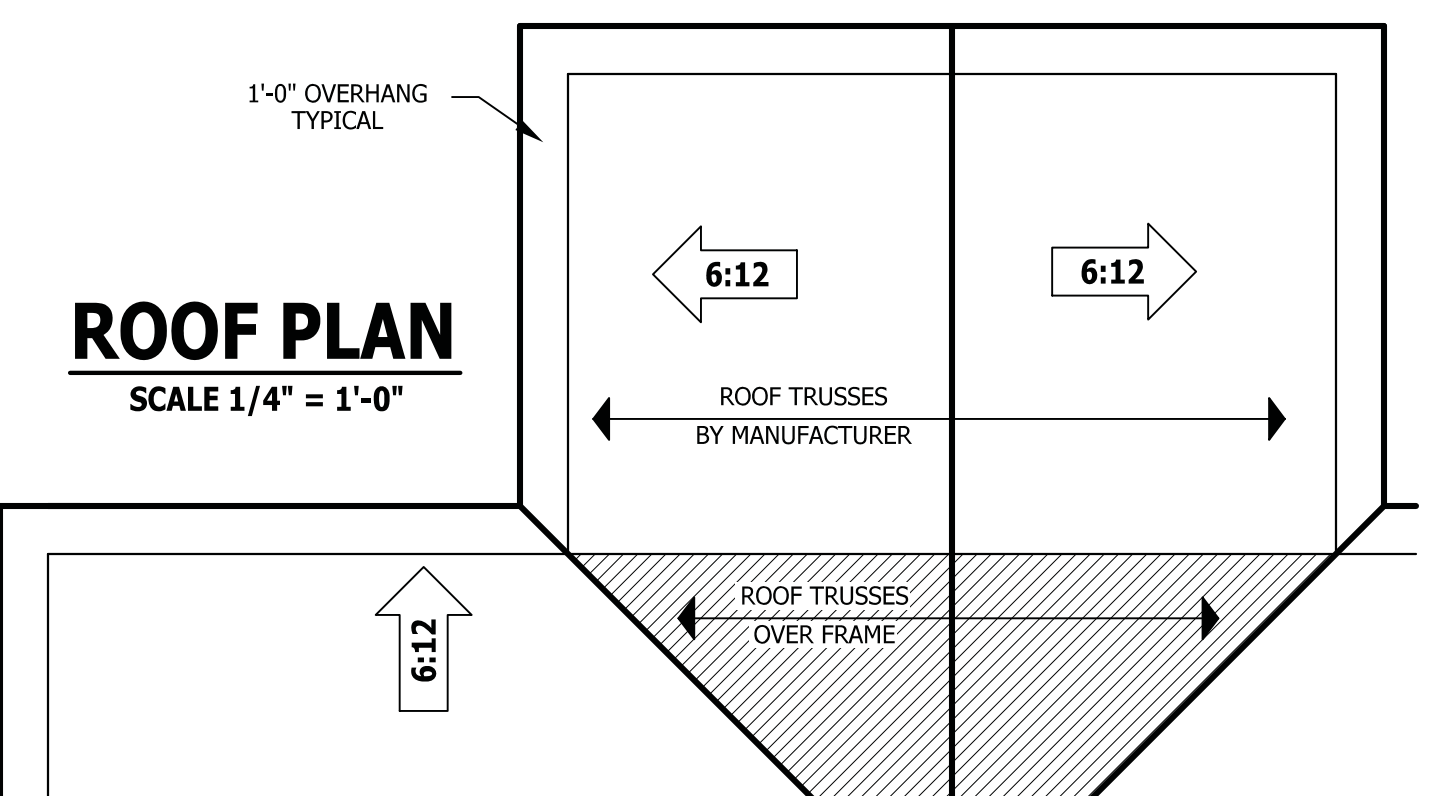 1'-0" OVERHANG
TYPICAL
6:12
6:12
ROOF PLAN
SCALE 1/4" = 1'-0"
ROOF TRUSSES
BY MANUFACTURER
ROOF TRUSSES
OVER FRAME
6:12